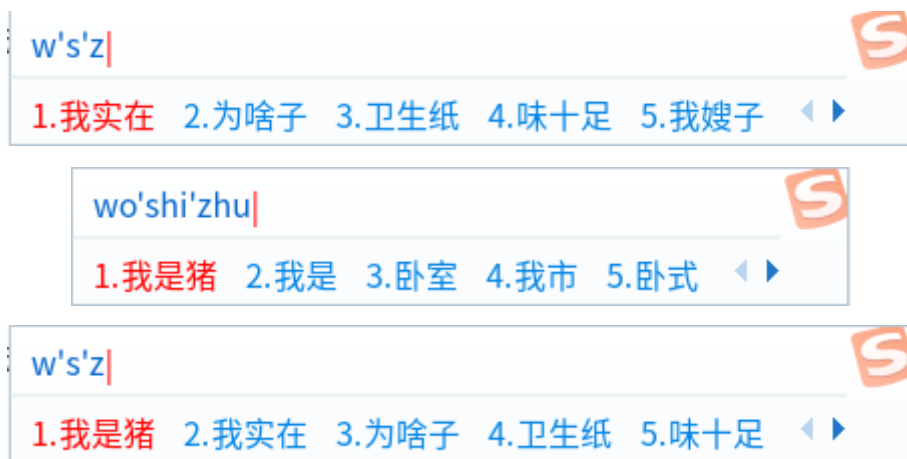 w's'z
1.我实在 2.为啥子 3.卫生纸 4.味十足 5.我嫂子
wo'shi'zhu
1.我是猪 2.我是 3.卧室 4.我市 5.卧式
w's'z
1.我是猪 2.我实在 3.为啥子 4.卫生纸 5.味十足